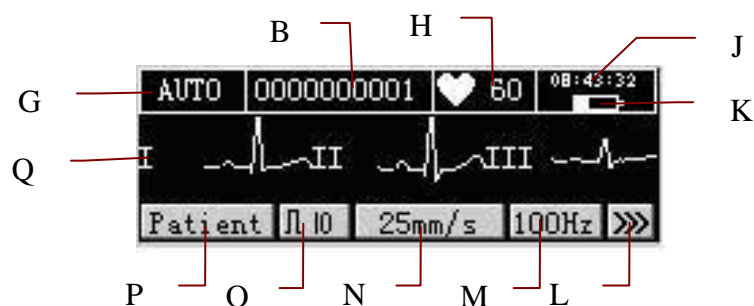 B H J
G AUTO 0000000001 60 08:43:32
K
Q I II III
Patient 10 25mm/s 100Hz >>>
P O N M L